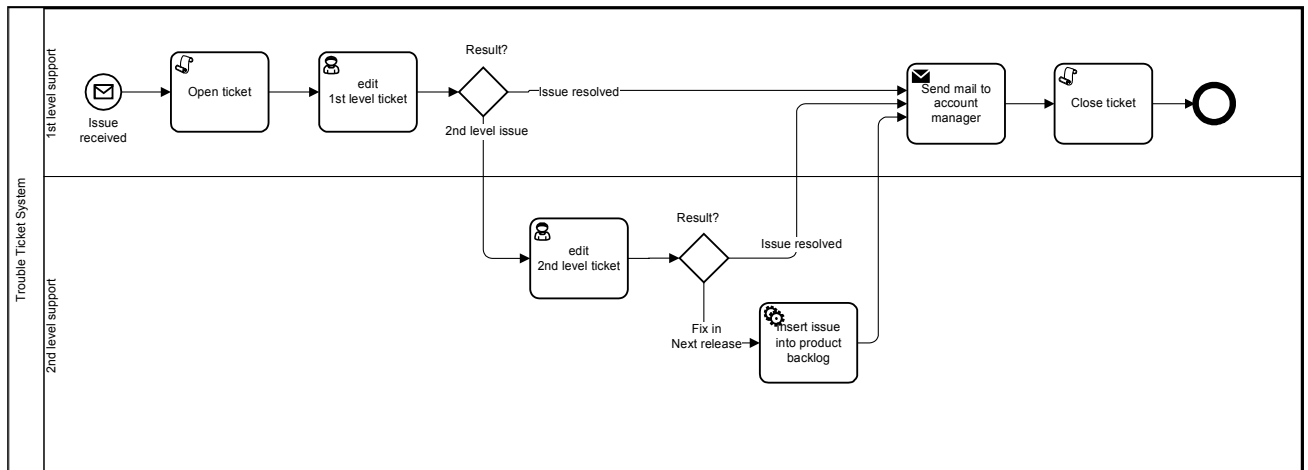 Trouble Ticket System
1st level support
Issue
received
Open ticket
edit
1st level ticket
Result?
Issue resolved
2nd level issue
Send mail to
account
manager
Close ticket
2nd level support
edit
2nd level ticket
Result?
Issue resolved
Fix in
Next release
Insert issue
into product
backlog